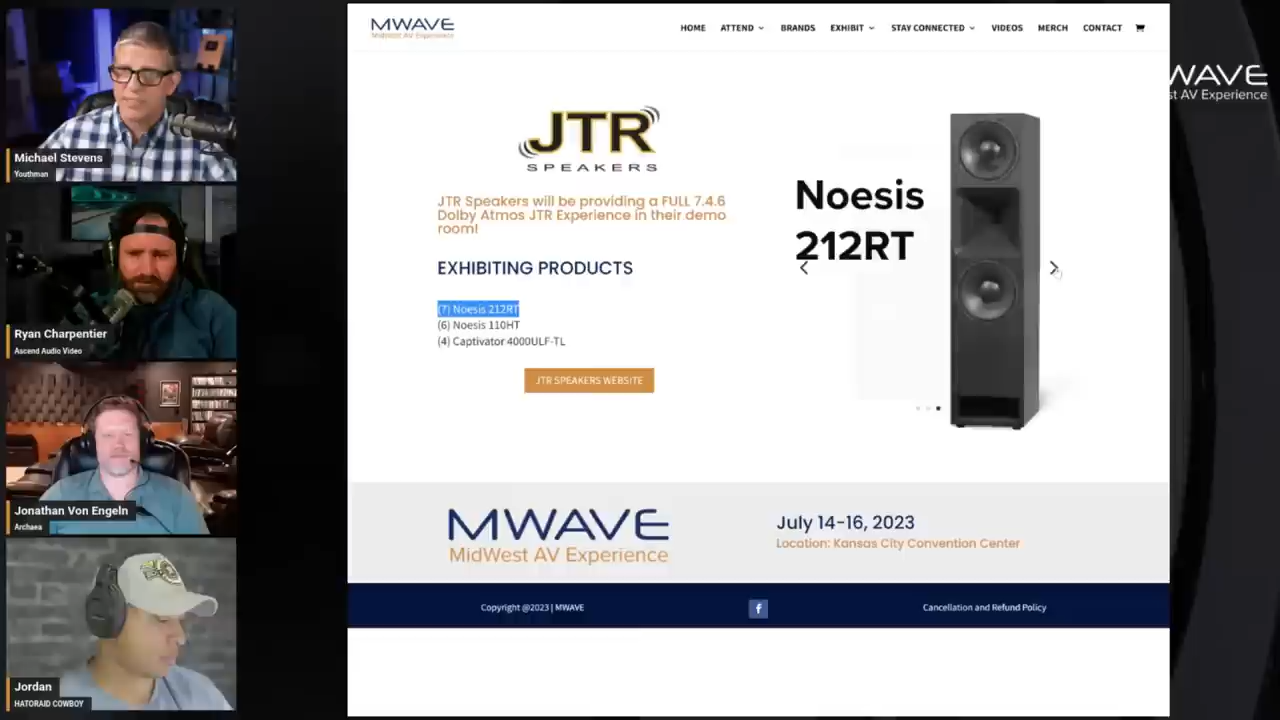 Michael Stevens
Youthman
Ryan Charpentier
Ascend Audio Video
Jonathan Von Engeln
Archaea
Jordan
HATORAID COWBOY
MWAVE
MidWest AV Experience
HOME ATTEND BRANDS EXHIBIT STAY CONNECTED VIDEOS MERCH CONTACT
WAVE
st AV Experience
JTR
SPEAKERS
JTR Speakers will be providing a FULL 7.4.6
Dolby Atmos JTR Experience in their demo
room!
EXHIBITING PRODUCTS
(7) Noesis 212RT
(6) Noesis 110HT
(4) Captivator 4000ULF-TL
JTR SPEAKERS WEBSITE
Noesis
212RT
MWAVE
MidWest AV Experience
July 14-16, 2023
Location: Kansas City Convention Center
Copyright @2023 | MWAVE
f
Cancellation and Refund Policy